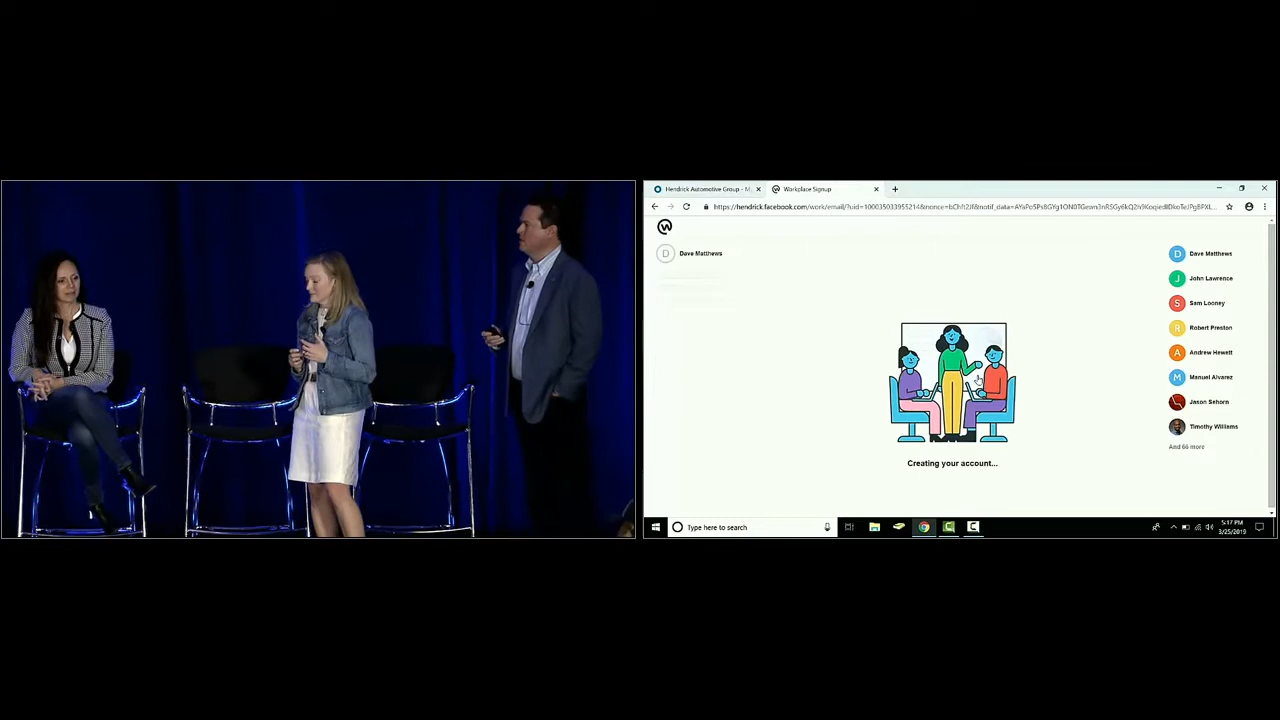 Hendrick Automotive Group - M
Workplace Signup
Dave Matthews
Dave Matthews
John Lawrence
Sam Looney
Robert Preston
Andrew Hewett
Manuel Alvarez
Jason Sehorn
Timothy Williams
And 66 more
Creating your account...
Type here to search
5:17 PM
3/25/2019